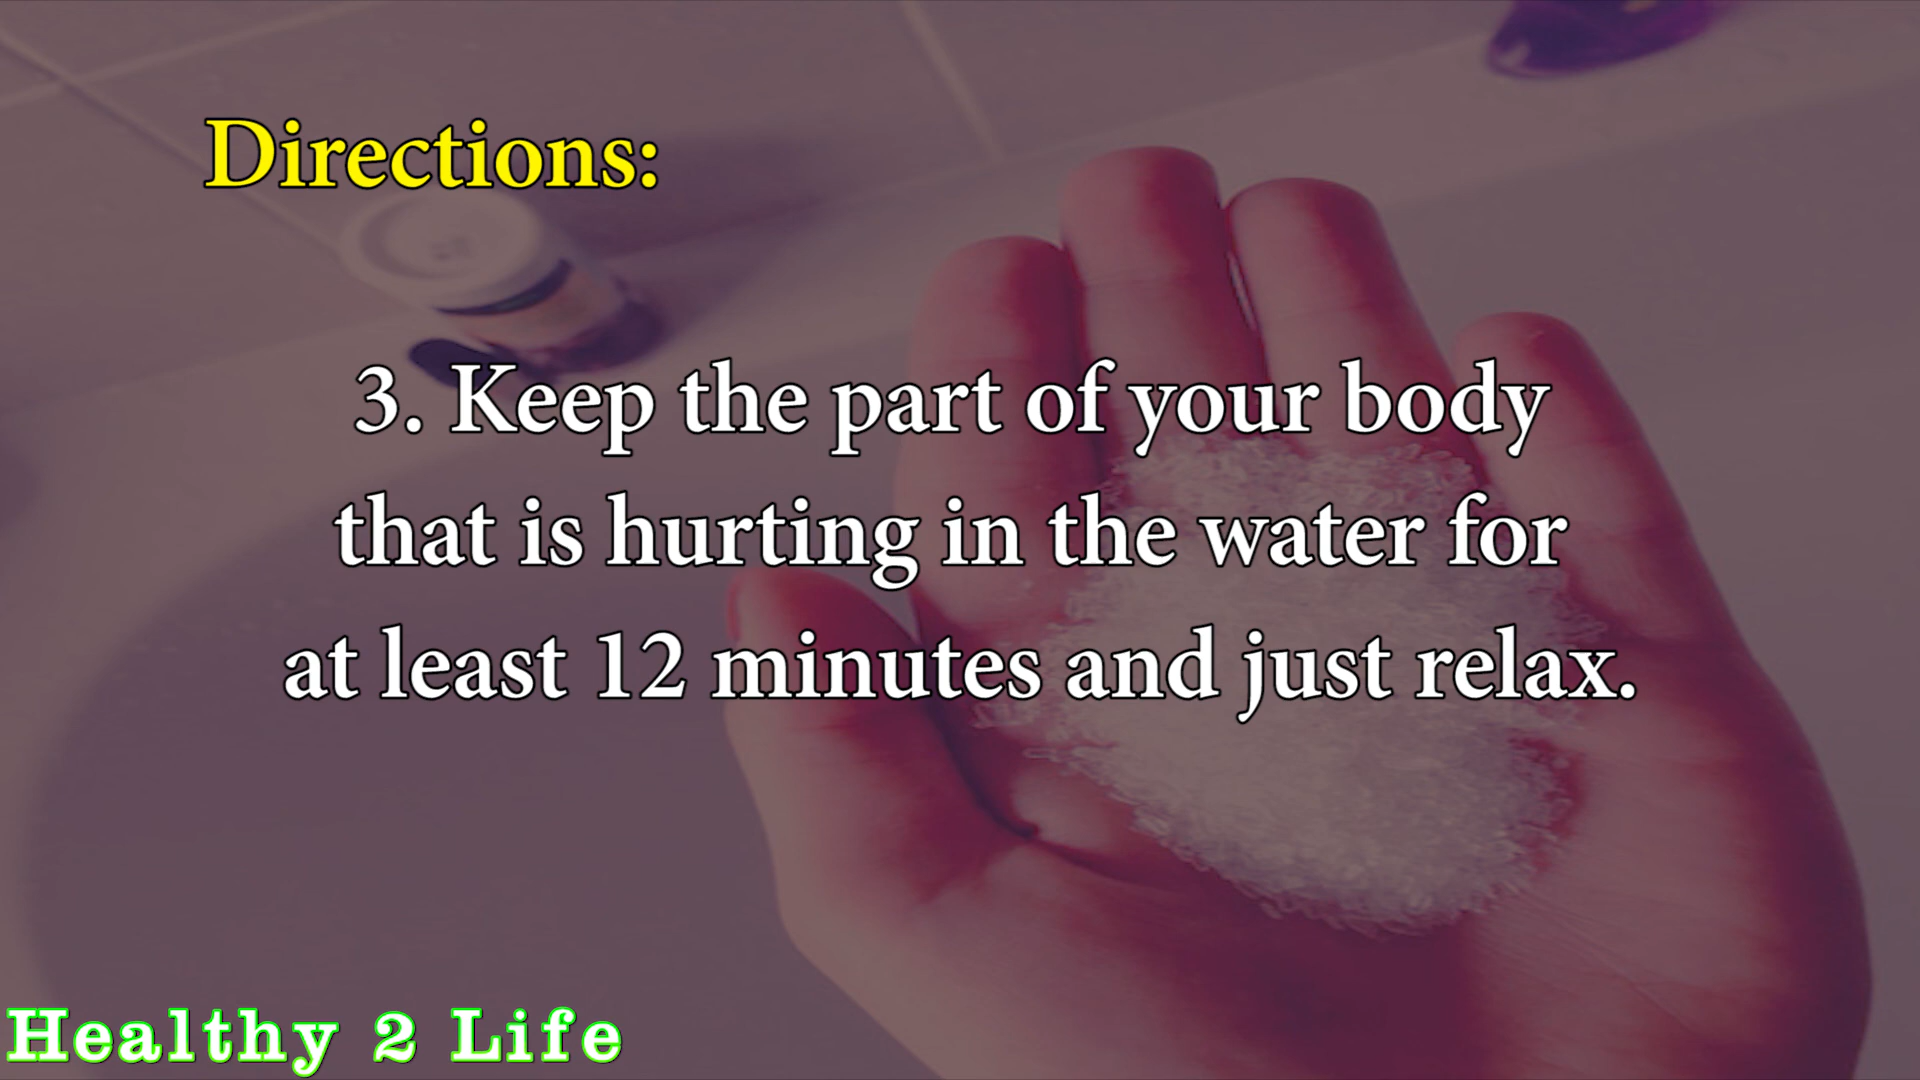 Directions:
3. Keep the part of your body
that is hurting in the water for
at least 12 minutes and just relax.
Healthy 2 Life